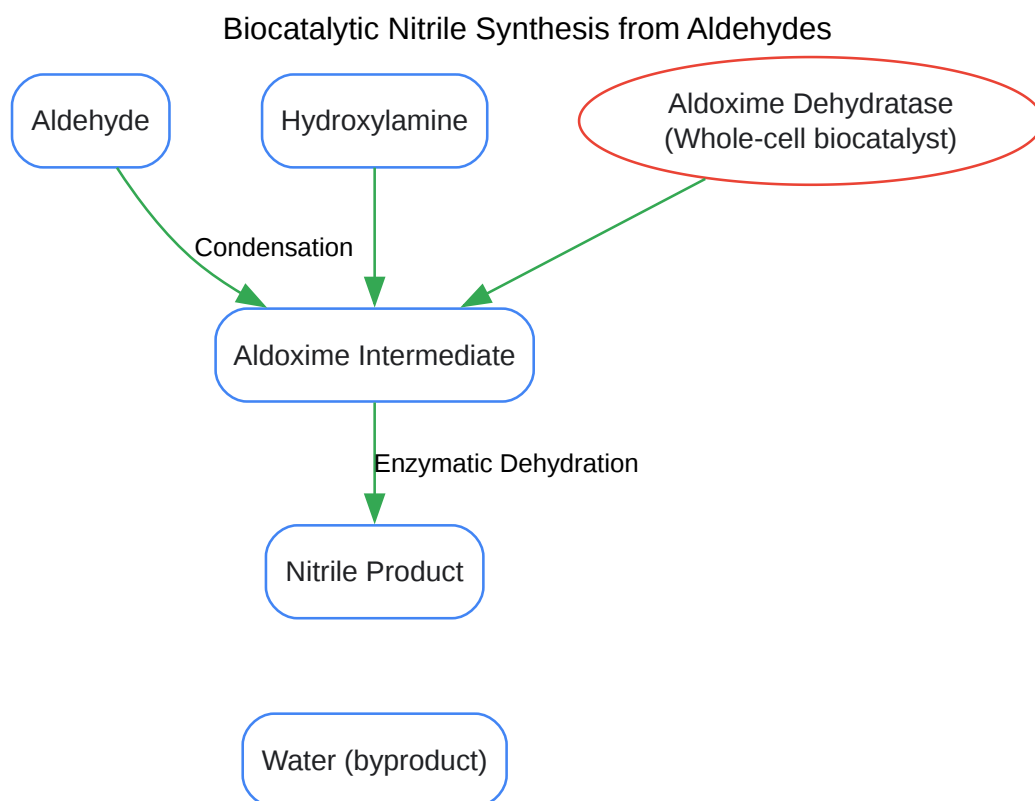 Biocatalytic Nitrile Synthesis from Aldehydes
Aldehyde
Hydroxylamine
Aldoxime Dehydratase
(Whole-cell biocatalyst)
Condensation
Aldoxime Intermediate
Enzymatic Dehydration
Nitrile Product
Water (byproduct)